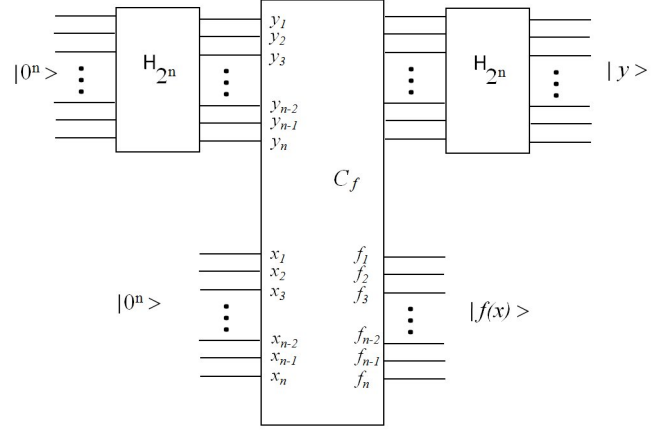 y₁
y₂
y₃
|0ⁿ> H₂ⁿ H₂ⁿ | y >
yₙ₋₂
yₙ₋₁
yₙ
C_f
x₁ f₁
x₂ f₂
x₃ f₃
|0ⁿ> |f(x) >
xₙ₋₂ fₙ₋₂
xₙ₋₁ fₙ₋₁
xₙ fₙ